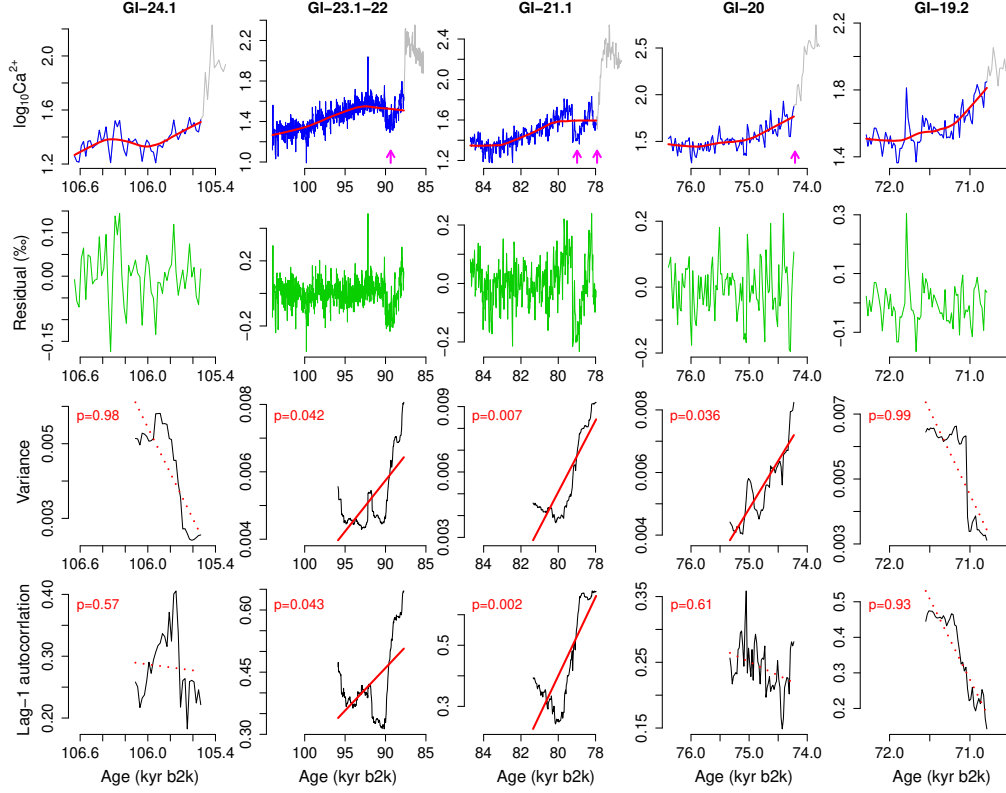 GI−24.1 GI−23.1−22 GI−21.1 GI−20 GI−19.2
log10Ca2+
1.2 1.4 1.6 1.8 2.2
106.6 106.0 105.4
1.0 1.2 1.4 1.6 1.8 2.4
100 95 90 85
1.2 1.4 1.6 1.8 2.0 2.4
84 82 80 78
1.5 2.0 2.5
76.0 75.0 74.0
1.4 1.6 1.8 2.0 2.2
72.0 71.0
Residual (‰)
−0.15 0.00 0.10
106.6 106.0 105.4
−0.2 0.0 0.2
100 95 90 85
−0.2 0.0 0.2
84 82 80 78
−0.2 0.0 0.2
76.0 75.0 74.0
−0.1 0.1 0.3
72.0 71.0
Variance
p=0.98 p=0.042 p=0.007 p=0.036 p=0.99
0.003 0.005
106.6 106.0 105.4
0.004 0.006 0.008
100 95 90 85
0.003 0.005 0.007 0.009
84 82 80 78
0.004 0.006 0.008
76.0 75.0 74.0
0.003 0.005 0.007
72.0 71.0
Lag−1 autocorrlation
p=0.57 p=0.043 p=0.002 p=0.61 p=0.93
0.20 0.30 0.40
106.6 106.0 105.4
0.30 0.45 0.60
100 95 90 85
0.3 0.5
84 82 80 78
0.15 0.25 0.35
76.0 75.0 74.0
0.2 0.3 0.4 0.5
72.0 71.0
Age (kyr b2k) Age (kyr b2k) Age (kyr b2k) Age (kyr b2k) Age (kyr b2k)